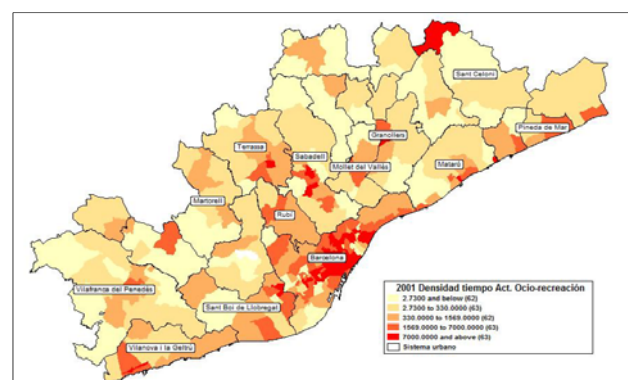 Sant Celoni
Pineda de Mar
Granollers
Terrassa
Sabadell
Mollet del Vallés
Mataró
Martorell
Rubí
Barcelona
Vilafranca del Penedés
Sant Boi de Llobregat
Vilanova i la Geltrú
2001 Densidad tiempo Act. Ocio-recreación
2.7300 and below (62)
2.7300 to 330.0000 (63)
330.0000 to 1569.0000 (62)
1569.0000 to 7000.0000 (63)
7000.0000 and above (63)
Sistema urbano